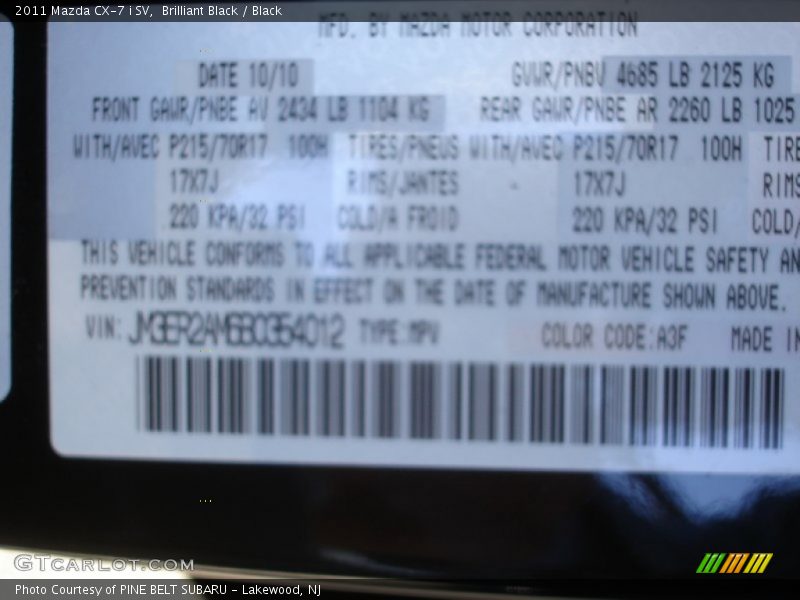 2011 Mazda CX-7 i SV,  Brilliant Black / Black
MFD. BY MAZDA MOTOR CORPORATION
DATE 10/10 GVWR/PNBV 4685 LB 2125 KG
FRONT GAWR/PNBE AV 2434 LB 1104 KG REAR GAWR/PNBE AR 2260 LB 1025
WITH/AVEC P215/70R17 100H TIRES/PNEUS WITH/AVEC P215/70R17 100H TIRE
17X7J RIMS/JANTES 17X7J RIMS
220 KPA/32 PSI COLD/A FROID 220 KPA/32 PSI COLD/
THIS VEHICLE CONFORMS TO ALL APPLICABLE FEDERAL MOTOR VEHICLE SAFETY AN
PREVENTION STANDARDS IN EFFECT ON THE DATE OF MANUFACTURE SHOWN ABOVE.
VIN: JM3ER2AM6B0354012 TYPE:MPV COLOR CODE:A3F MADE IN
GTCARLOT.COM
Photo Courtesy of PINE BELT SUBARU - Lakewood, NJ